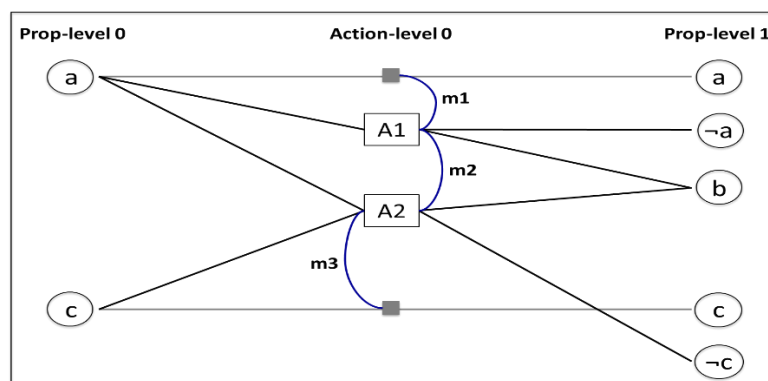 Prop-level 0 Action-level 0 Prop-level 1
a a
m1
A1 ¬a
m2 b
A2
m3
c c
¬c